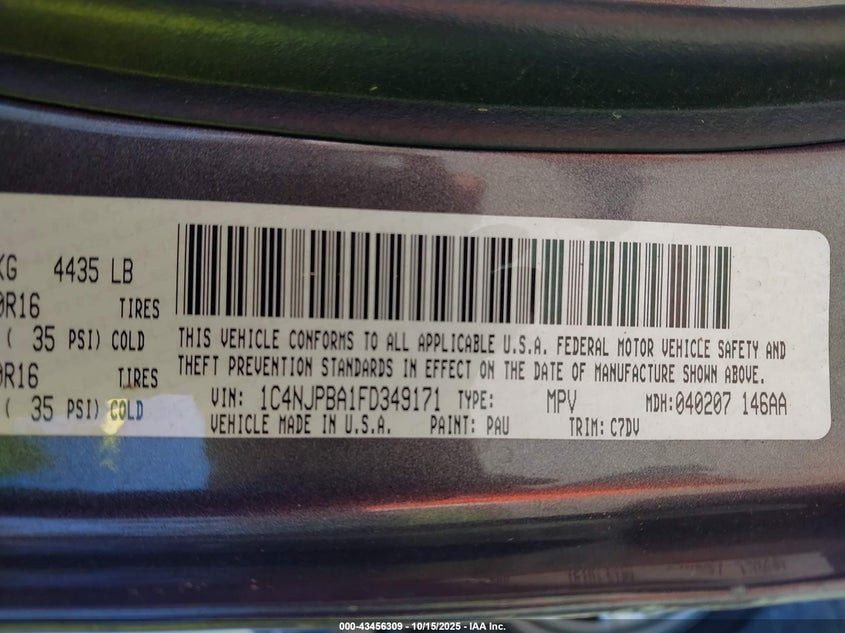 KG 4435 LB
0R16 TIRES
( 35 PSI) COLD
0R16 TIRES
( 35 PSI) COLD
THIS VEHICLE CONFORMS TO ALL APPLICABLE U.S.A. FEDERAL MOTOR VEHICLE SAFETY AND
THEFT PREVENTION STANDARDS IN EFFECT ON THE DATE OF MANUFACTURE SHOWN ABOVE.
VIN: 1C4NJPBA1FD349171 TYPE: MPV MDH:040207 146AA
VEHICLE MADE IN U.S.A. PAINT: PAU TRIM: C7DV
000-43456309 - 10/15/2025 - IAA Inc.